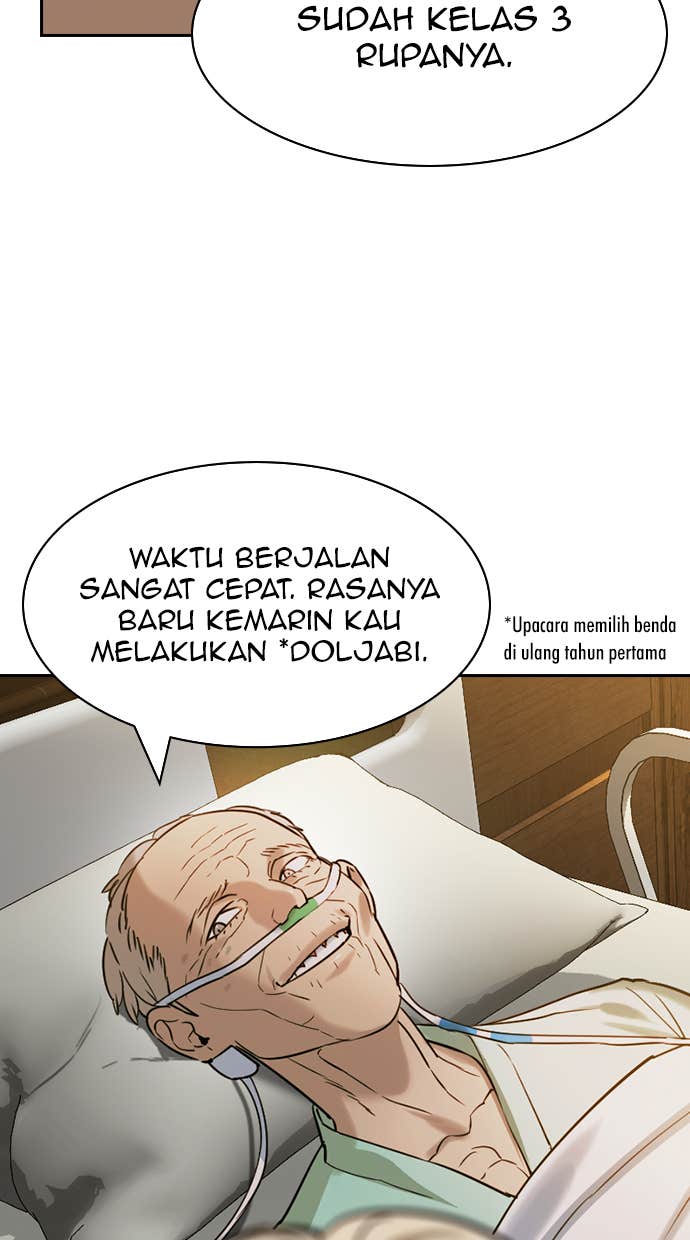 SUDAH KELAS 3
RUPANYA.
WAKTU BERJALAN
SANGAT CEPAT. RASANYA
BARU KEMARIN KAU
MELAKUKAN *DOLJABI.
*Upacara memilih benda
di ulang tahun pertama